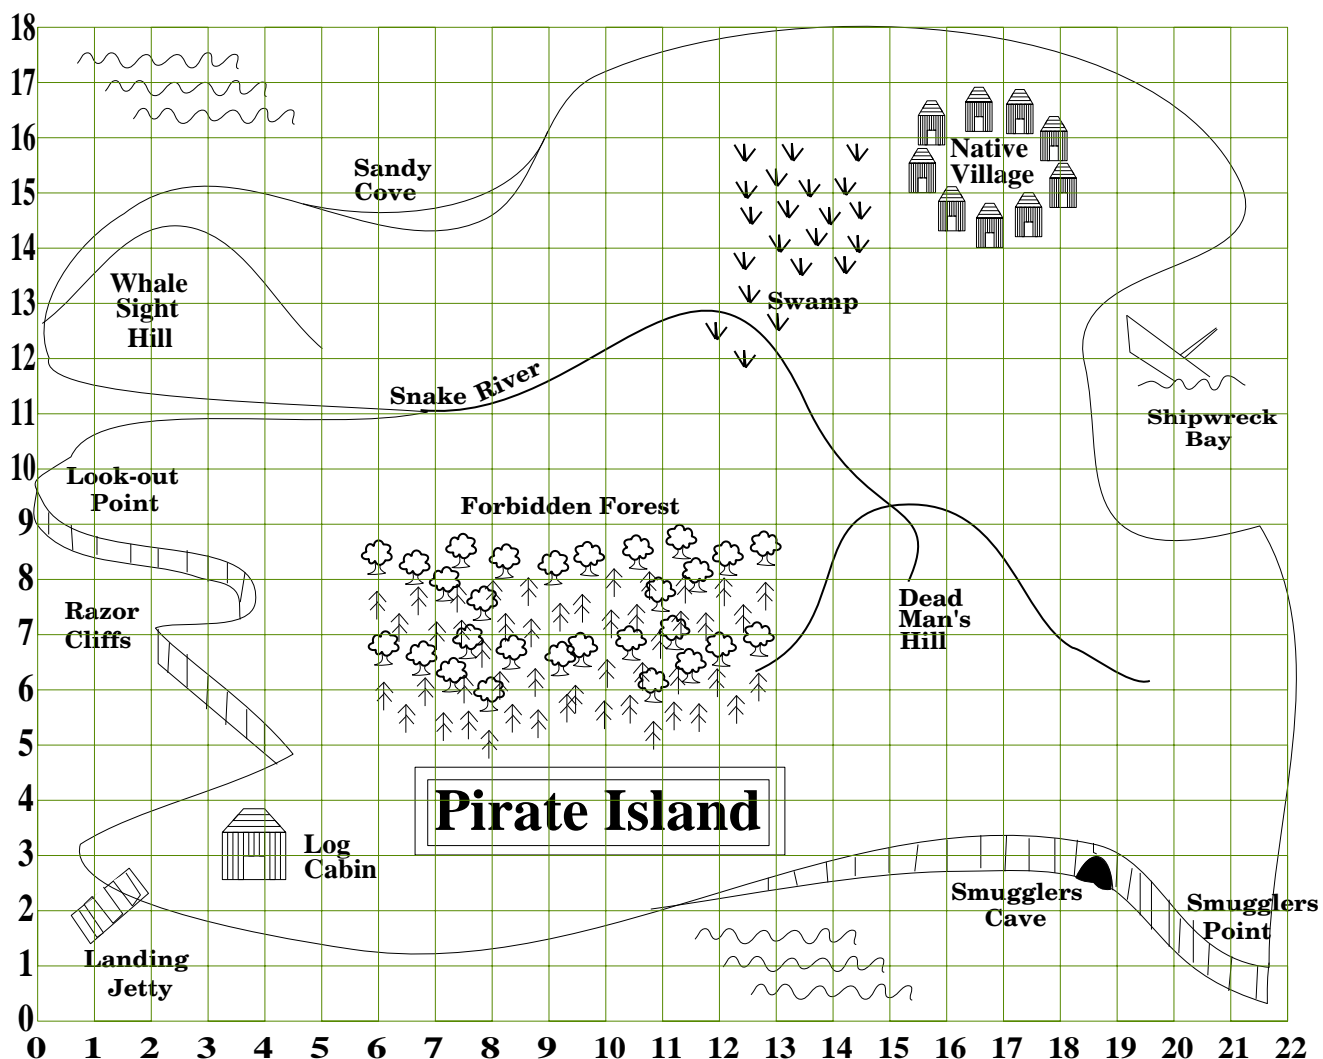 18
17
16
15
14
13
12
11
10
9
8
7
6
5
4
3
2
1
0
Sandy
Cove
Native
Village
Whale
Sight
Hill
Swamp
Snake River
Shipwreck
Bay
Look-out
Point
Forbidden Forest
Razor
Cliffs
Dead
Man's
Hill
Pirate Island
Log
Cabin
Smugglers
Cave
Smugglers
Point
Landing
Jetty
0 1 2 3 4 5 6 7 8 9 10 11 12 13 14 15 16 17 18 19 20 21 22